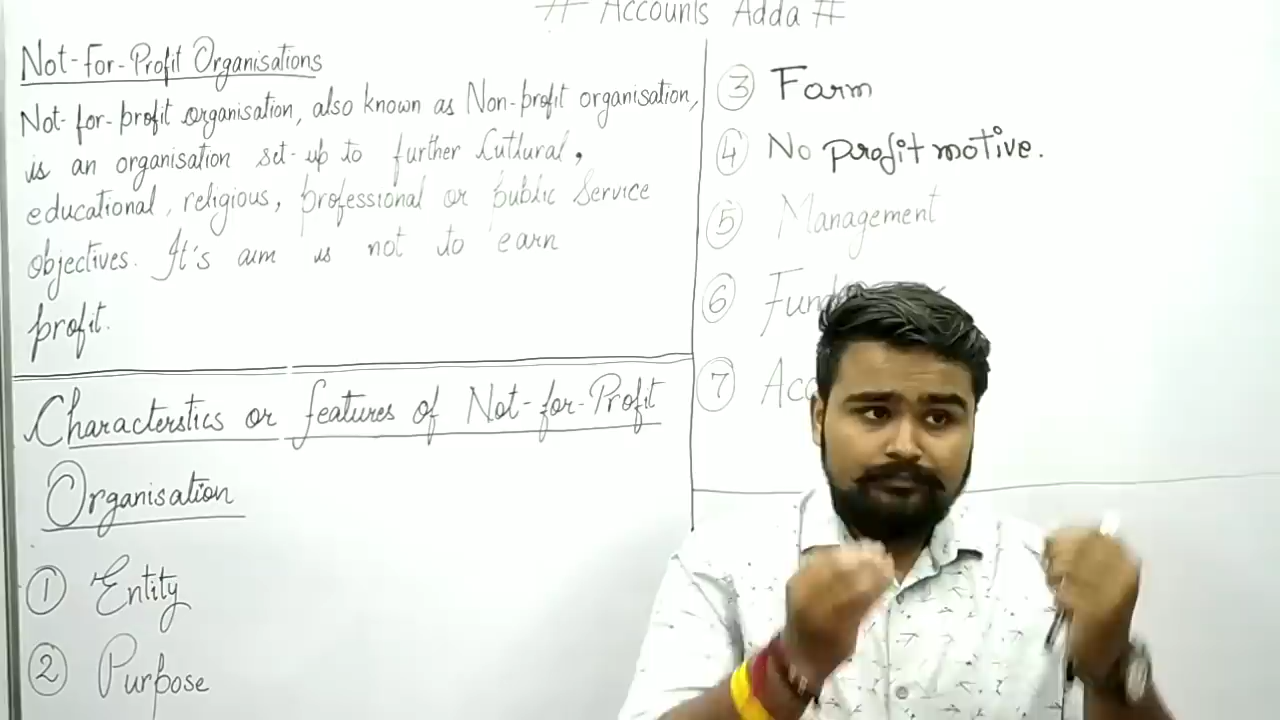 # Accounts Adda #
Not-for-Profit Organisations
Not-for-profit organisation, also known as Non-profit organisation,
is an organisation set-up to further Cultural,
educational, religious, professional or public Service
objectives. It's aim is not to earn
profit.
Characterstics or features of Not-for-Profit
Organisation
1 Entity
2 Purpose
3 Form
4 No profit motive.
5 Management
6
7